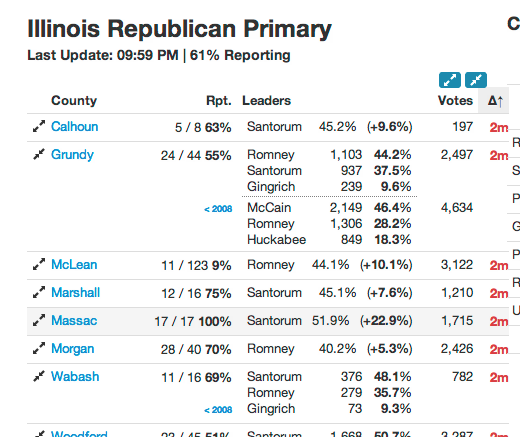 Illinois Republican Primary
Last Update: 09:59 PM | 61% Reporting
County Rpt. Leaders Votes Δ↑
Calhoun 5 / 8 63% Santorum 45.2% (+9.6%) 197 2m
Grundy 24 / 44 55% Romney 1,103 44.2% 2,497 2m
Santorum 937 37.5%
Gingrich 239 9.6%
< 2008 McCain 2,149 46.4% 4,634
Romney 1,306 28.2%
Huckabee 849 18.3%
McLean 11 / 123 9% Romney 44.1% (+10.1%) 3,122 2m
Marshall 12 / 16 75% Santorum 45.1% (+7.6%) 1,210 2m
Massac 17 / 17 100% Santorum 51.9% (+22.9%) 1,715 2m
Morgan 28 / 40 70% Romney 40.2% (+5.3%) 2,426 2m
Wabash 11 / 16 69% Santorum 376 48.1% 782 2m
Romney 279 35.7%
< 2008 Gingrich 73 9.3%
Woodford 23 / 45 51% Santorum 1,668 50.7% 3,287 2m